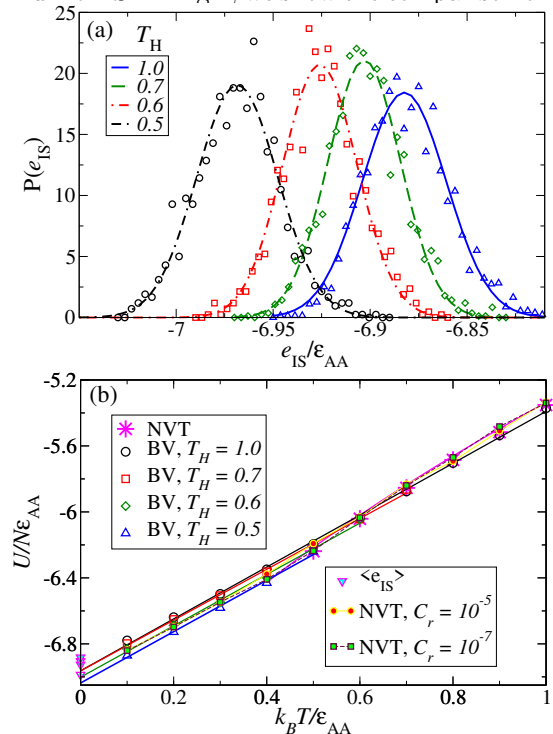 (a)
T_H
1.0
0.7
0.6
0.5
P(e_IS)
25
20
15
10
5
0
-7 -6.95 -6.9 -6.85
e_IS/ε_AA
(b)
NVT
BV, T_H = 1.0
BV, T_H = 0.7
BV, T_H = 0.6
BV, T_H = 0.5
<e_IS>
NVT, C_r = 10^-5
NVT, C_r = 10^-7
U/Nε_AA
-5.2
-5.6
-6
-6.4
-6.8
0 0.2 0.4 0.6 0.8 1
k_BT/ε_AA